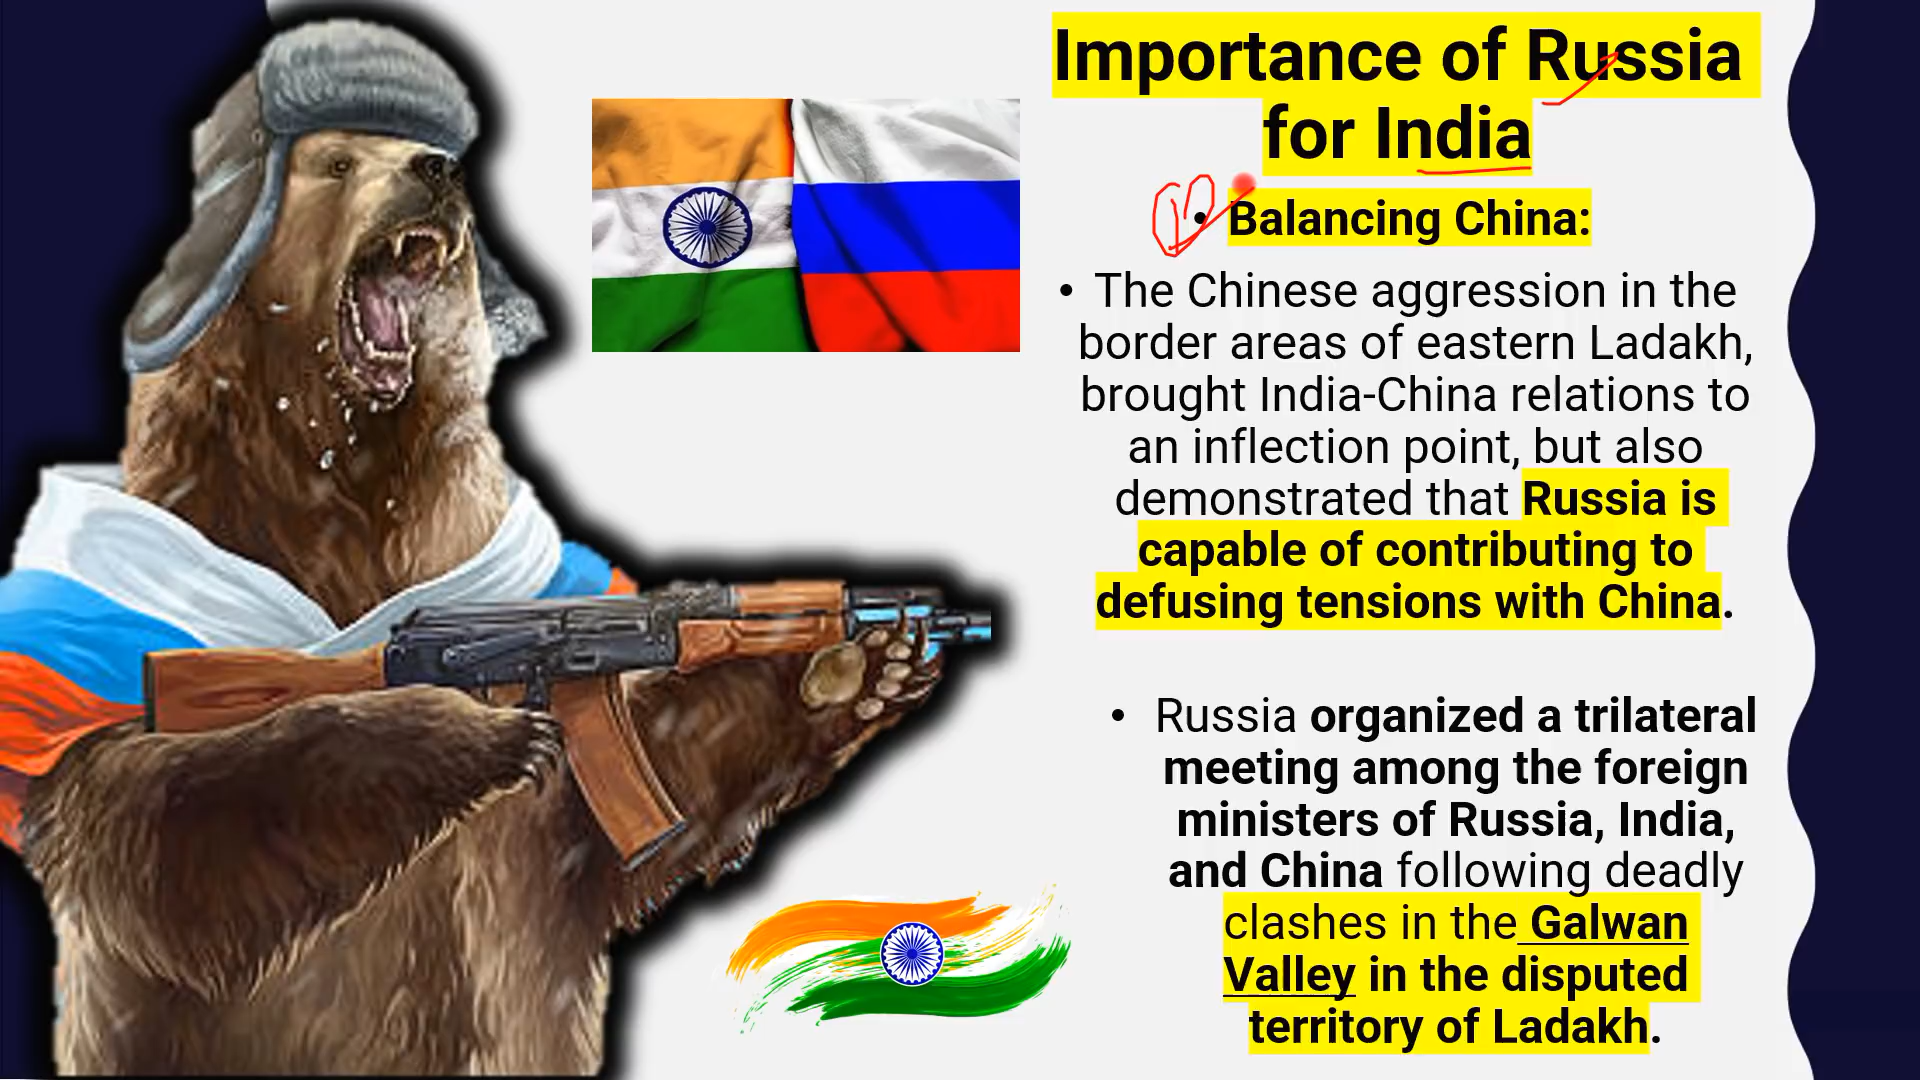 Importance of Russia
for India
• Balancing China:
• The Chinese aggression in the
border areas of eastern Ladakh,
brought India-China relations to
an inflection point, but also
demonstrated that Russia is
capable of contributing to
defusing tensions with China.
• Russia organized a trilateral
meeting among the foreign
ministers of Russia, India,
and China following deadly
clashes in the Galwan
Valley in the disputed
territory of Ladakh.